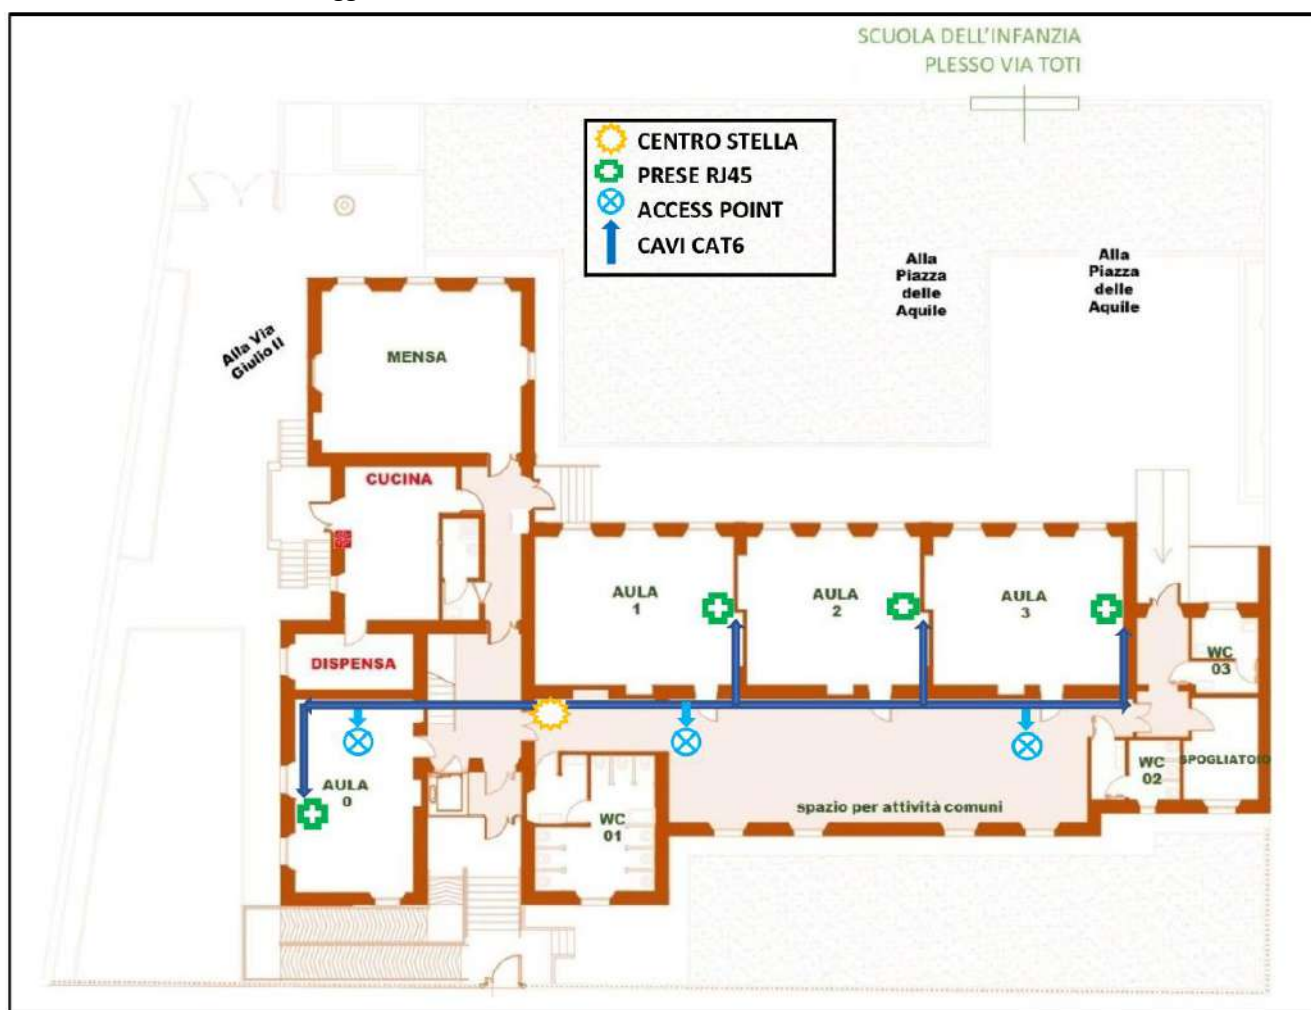 SCUOLA DELL'INFANZIA
PLESSO VIA TOTI
CENTRO STELLA
PRESE RJ45
ACCESS POINT
CAVI CAT6
Alla
Piazza
delle
Aquile
Alla
Piazza
delle
Aquile
Alla Via
Giulio II
MENSA
CUCINA
AULA
1
AULA
2
AULA
3
DISPENSA
WC
03
AULA
0
WC
02
SPOGLIATOIO
spazio per attività comuni
WC
01